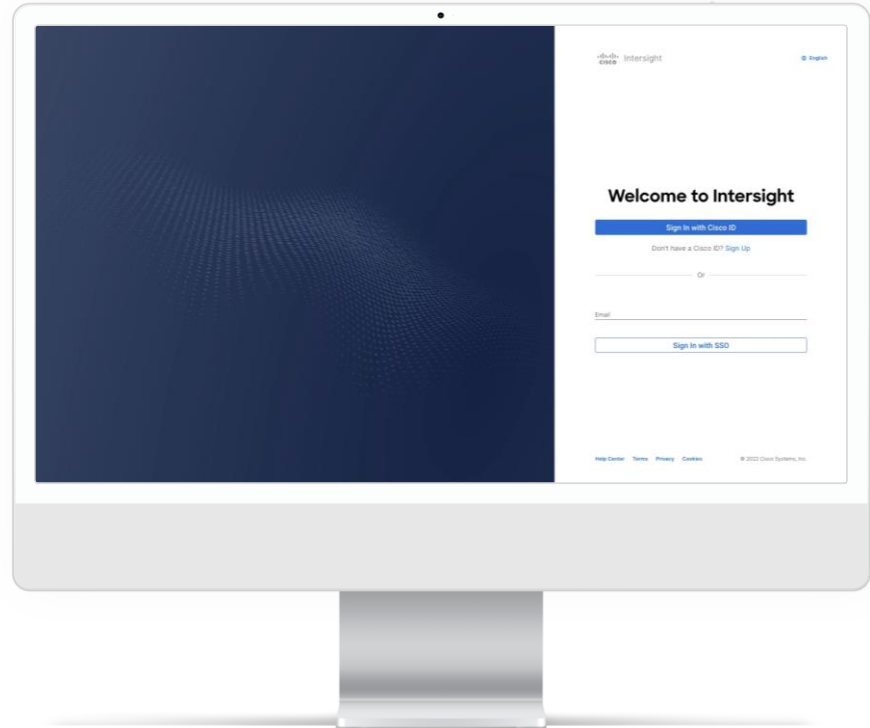 CISCO Intersight
English
Welcome to Intersight
Sign In with Cisco ID
Don't have a Cisco ID? Sign Up
Or
Email
Sign In with SSO
Help Center Terms Privacy Cookies © 2022 Cisco Systems, Inc.